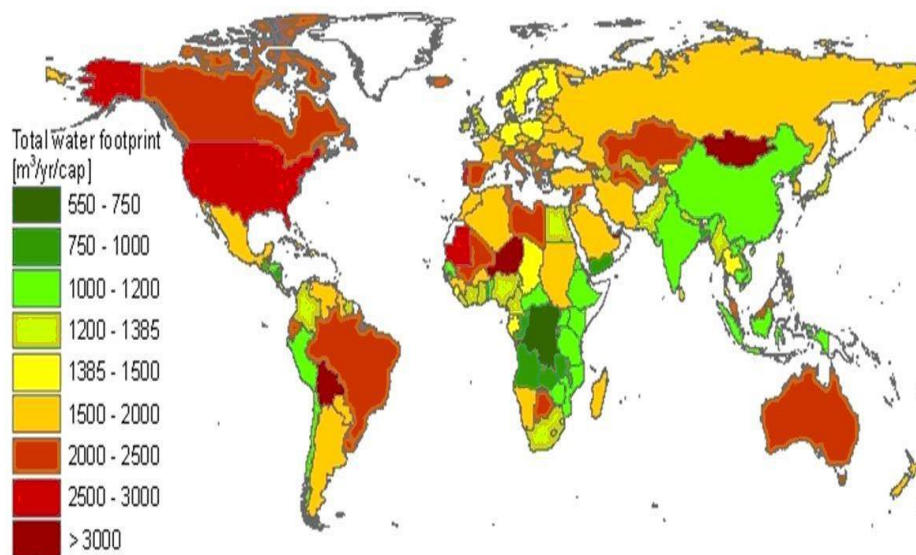 Total water footprint
[m³/yr/cap]
550 - 750
750 - 1000
1000 - 1200
1200 - 1385
1385 - 1500
1500 - 2000
2000 - 2500
2500 - 3000
> 3000